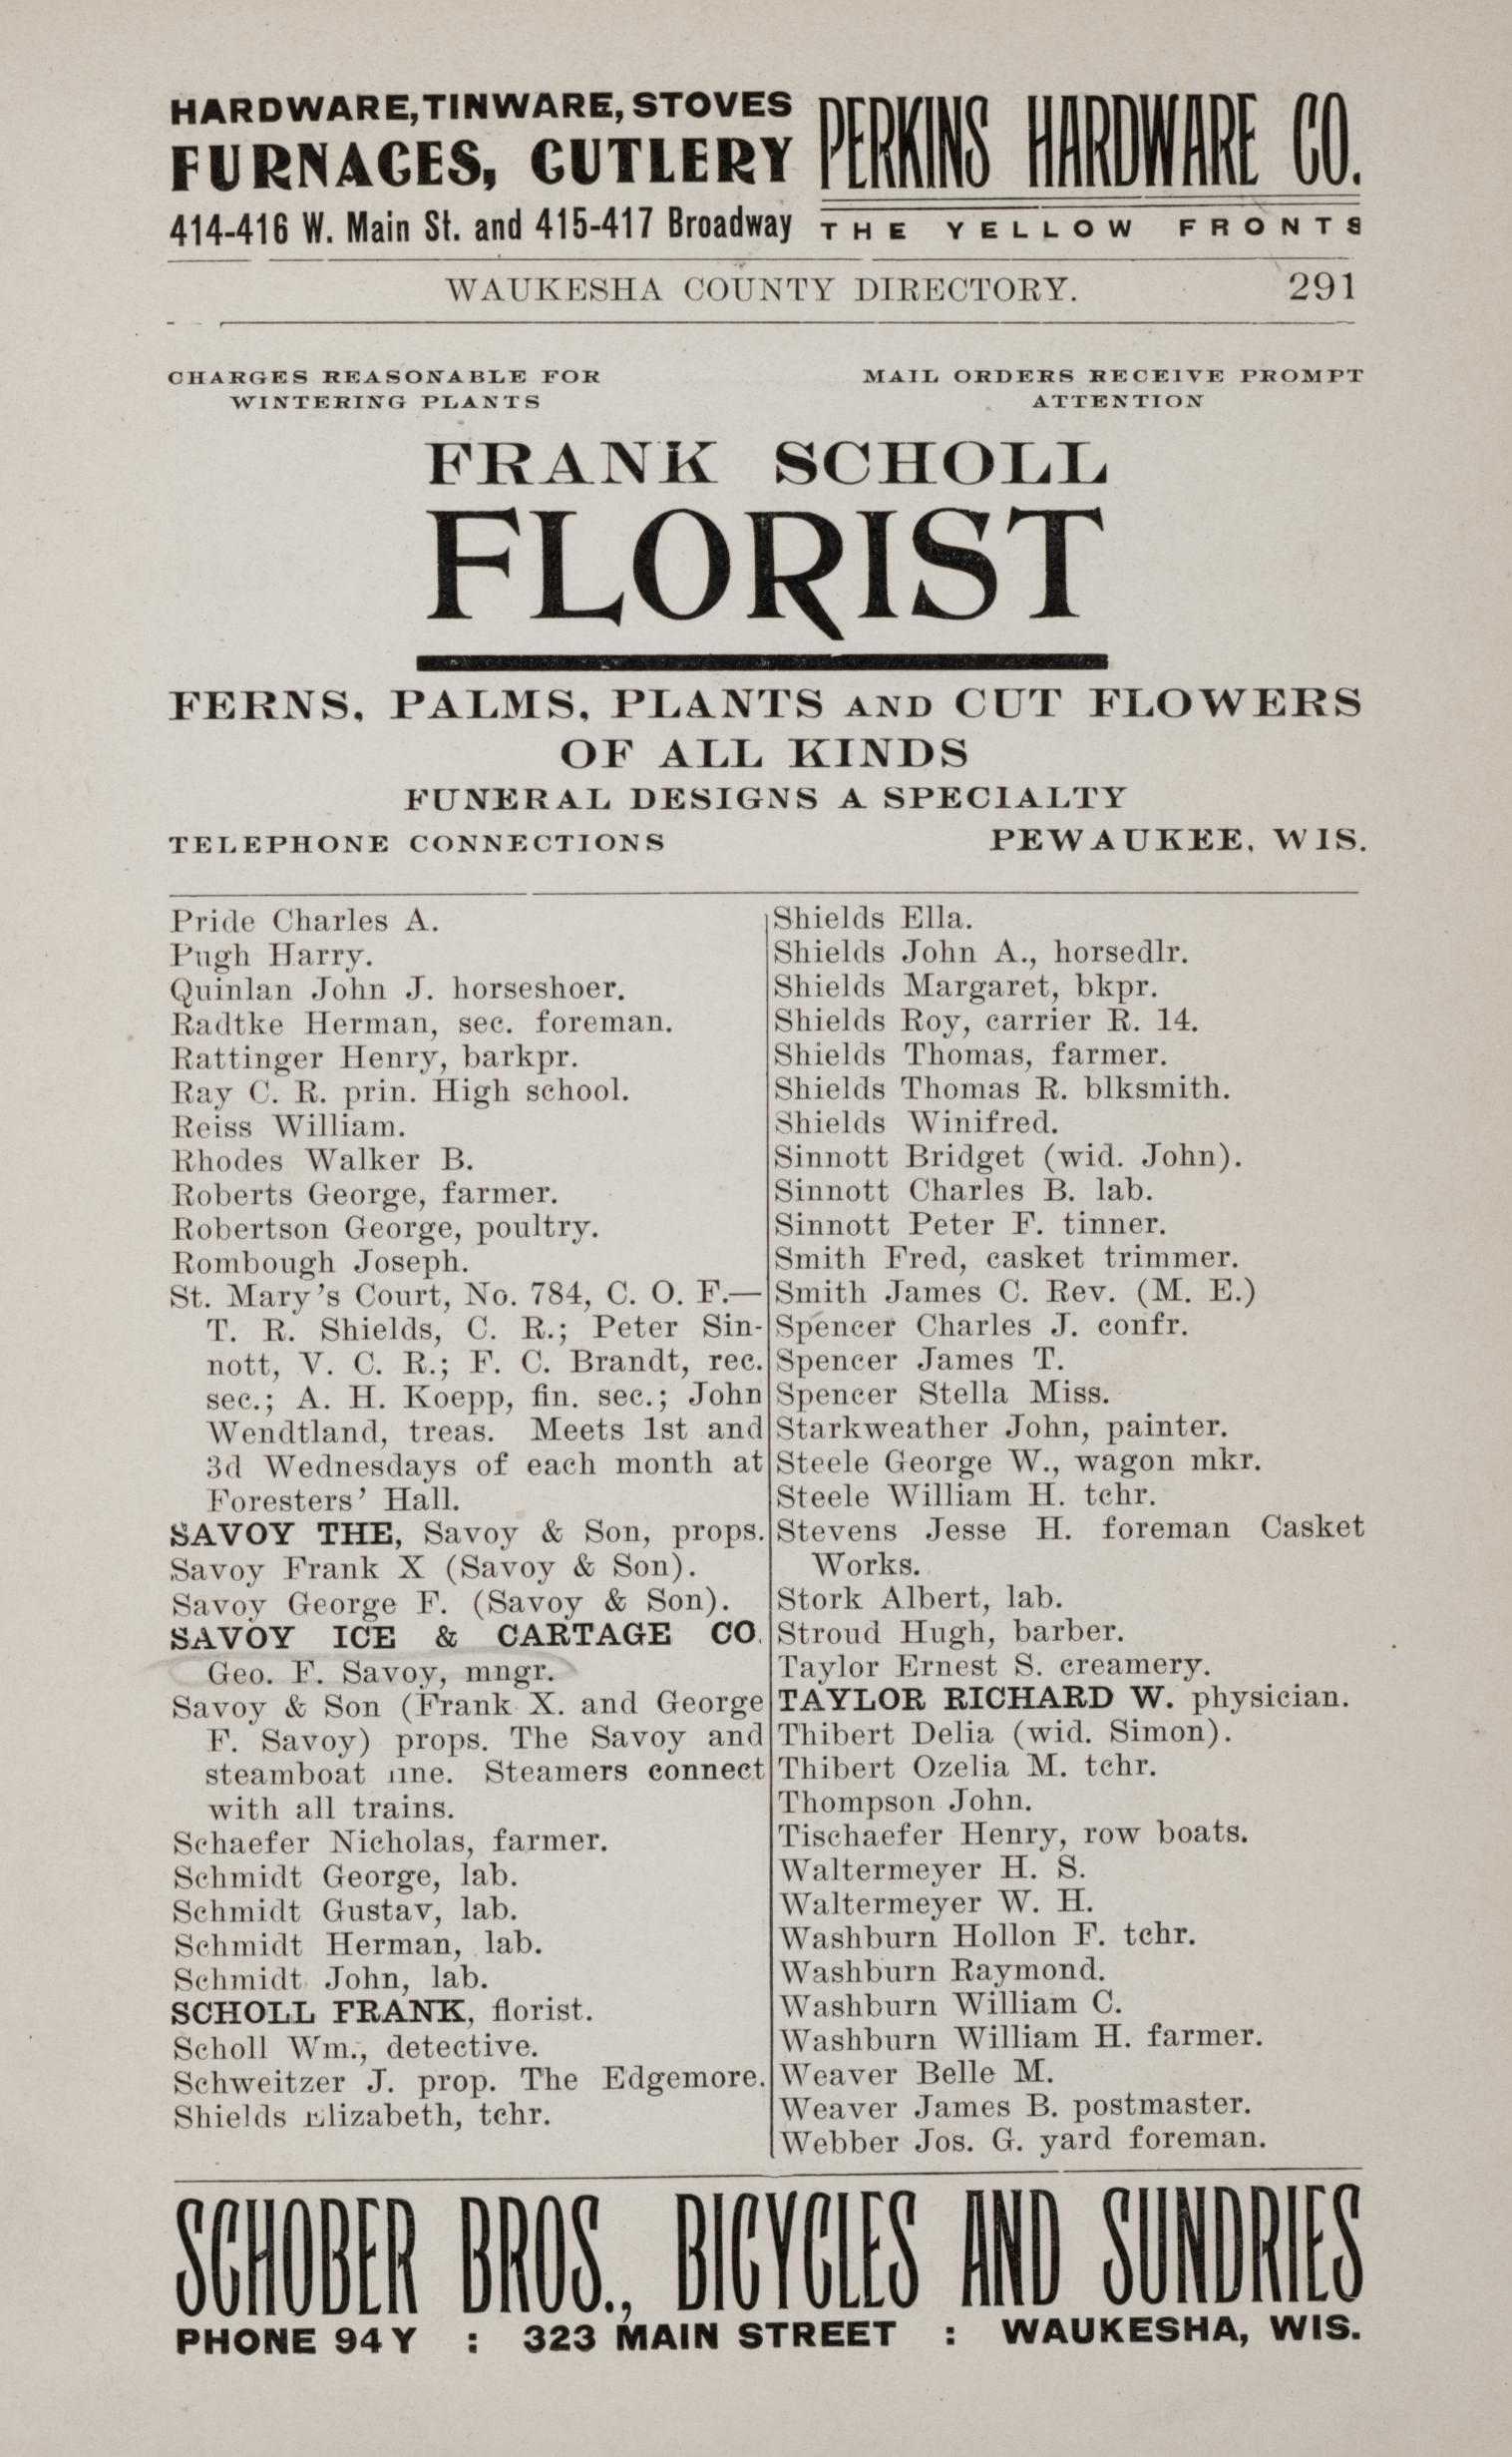 HARDWARE, TINWARE, STOVES
FURNACES, CUTLERY
414-416 W. Main St. and 415-417 Broadway
PERKINS HARDWARE CO.
THE YELLOW FRONTS
WAUKESHA COUNTY DIRECTORY. 291
CHARGES REASONABLE FOR
WINTERING PLANTS
MAIL ORDERS RECEIVE PROMPT
ATTENTION
FRANK SCHOLL
FLORIST
FERNS, PALMS, PLANTS AND CUT FLOWERS
OF ALL KINDS
FUNERAL DESIGNS A SPECIALTY
TELEPHONE CONNECTIONS PEWAUKEE, WIS.
Pride Charles A.
Pugh Harry.
Quinlan John J. horseshoer.
Radtke Herman, sec. foreman.
Rattinger Henry, barkpr.
Ray C. R. prin. High school.
Reiss William.
Rhodes Walker B.
Roberts George, farmer.
Robertson George, poultry.
Rombough Joseph.
St. Mary's Court, No. 784, C. O. F.—
T. R. Shields, C. R.; Peter Sin-
nott, V. C. R.; F. C. Brandt, rec.
sec.; A. H. Koepp, fin. sec.; John
Wendtland, treas. Meets 1st and
3d Wednesdays of each month at
Foresters' Hall.
SAVOY THE, Savoy & Son, props.
Savoy Frank X (Savoy & Son).
Savoy George F. (Savoy & Son).
SAVOY ICE & CARTAGE CO.
Geo. F. Savoy, mngr.
Savoy & Son (Frank X. and George
F. Savoy) props. The Savoy and
steamboat line. Steamers connect
with all trains.
Schaefer Nicholas, farmer.
Schmidt George, lab.
Schmidt Gustav, lab.
Schmidt Herman, lab.
Schmidt John, lab.
SCHOLL FRANK, florist.
Scholl Wm., detective.
Schweitzer J. prop. The Edgemore.
Shields Elizabeth, tchr.
Shields Ella.
Shields John A., horsedlr.
Shields Margaret, bkpr.
Shields Roy, carrier R. 14.
Shields Thomas, farmer.
Shields Thomas R. blksmith.
Shields Winifred.
Sinnott Bridget (wid. John).
Sinnott Charles B. lab.
Sinnott Peter F. tinner.
Smith Fred, casket trimmer.
Smith James C. Rev. (M. E.)
Spencer Charles J. confr.
Spencer James T.
Spencer Stella Miss.
Starkweather John, painter.
Steele George W., wagon mkr.
Steele William H. tchr.
Stevens Jesse H. foreman Casket
Works.
Stork Albert, lab.
Stroud Hugh, barber.
Taylor Ernest S. creamery.
TAYLOR RICHARD W. physician.
Thibert Delia (wid. Simon).
Thibert Ozelia M. tchr.
Thompson John.
Tischaefer Henry, row boats.
Waltermeyer H. S.
Waltermeyer W. H.
Washburn Hollon F. tchr.
Washburn Raymond.
Washburn William C.
Washburn William H. farmer.
Weaver Belle M.
Weaver James B. postmaster.
Webber Jos. G. yard foreman.
SCHOBER BROS., BICYCLES AND SUNDRIES
PHONE 94 Y : 323 MAIN STREET : WAUKESHA, WIS.